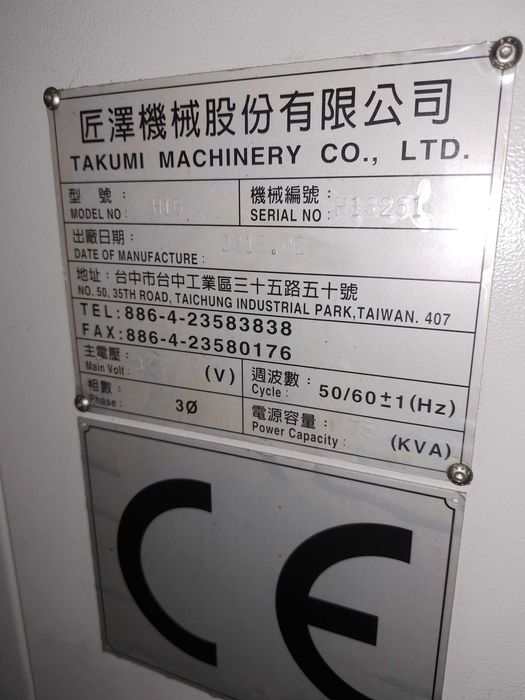 匠澤機械股份有限公司
TAKUMI MACHINERY CO., LTD.
型 號 :
MODEL NO :
機械編號 :
SERIAL NO :
出廠日期 :
DATE OF MANUFACTURE :
地址: 台中市台中工業區三十五路五十號
NO. 50, 35TH ROAD, TAICHUNG INDUSTRIAL PARK, TAIWAN. 407
TEL:886-4-23583838
FAX:886-4-23580176
主電壓:
Main Volt :
(V)
週波數 :
Cycle :
50/60±1(Hz)
相數:
Phase:
3Ø
電源容量:
Power Capacity :
(KVA)
CE